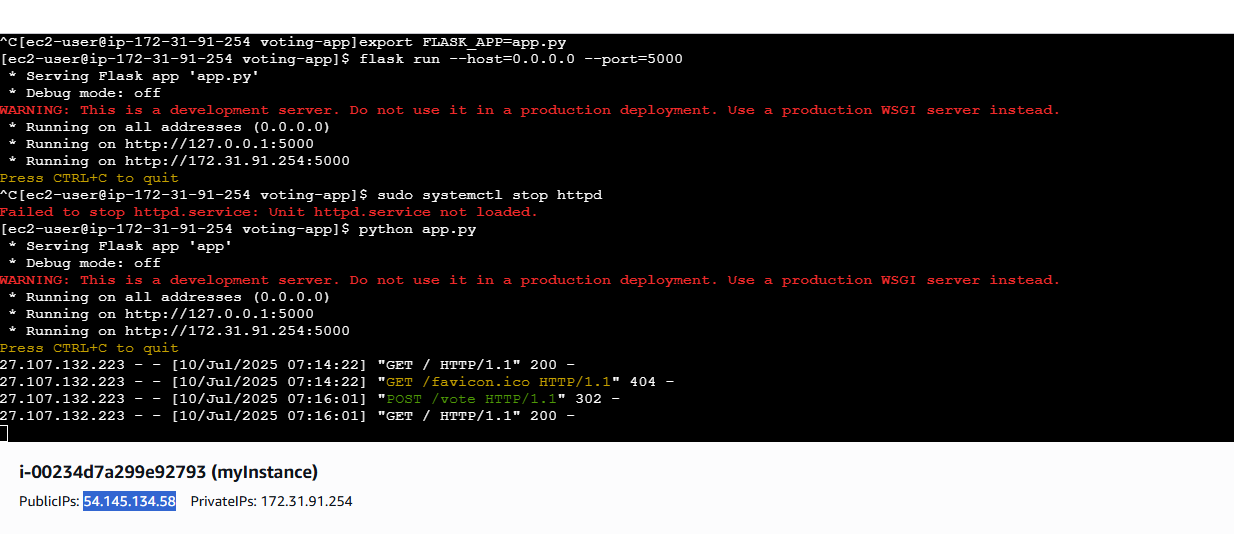 ^C[ec2-user@ip-172-31-91-254 voting-app]export FLASK_APP=app.py
[ec2-user@ip-172-31-91-254 voting-app]$ flask run --host=0.0.0.0 --port=5000
 * Serving Flask app 'app.py'
 * Debug mode: off
WARNING: This is a development server. Do not use it in a production deployment. Use a production WSGI server instead.
 * Running on all addresses (0.0.0.0)
 * Running on http://127.0.0.1:5000
 * Running on http://172.31.91.254:5000
Press CTRL+C to quit
^C[ec2-user@ip-172-31-91-254 voting-app]$ sudo systemctl stop httpd
Failed to stop httpd.service: Unit httpd.service not loaded.
[ec2-user@ip-172-31-91-254 voting-app]$ python app.py
 * Serving Flask app 'app'
 * Debug mode: off
WARNING: This is a development server. Do not use it in a production deployment. Use a production WSGI server instead.
 * Running on all addresses (0.0.0.0)
 * Running on http://127.0.0.1:5000
 * Running on http://172.31.91.254:5000
Press CTRL+C to quit
27.107.132.223 - - [10/Jul/2025 07:14:22] "GET / HTTP/1.1" 200 -
27.107.132.223 - - [10/Jul/2025 07:14:22] "GET /favicon.ico HTTP/1.1" 404 -
27.107.132.223 - - [10/Jul/2025 07:16:01] "POST /vote HTTP/1.1" 302 -
27.107.132.223 - - [10/Jul/2025 07:16:01] "GET / HTTP/1.1" 200 -
i-00234d7a299e92793 (myInstance)
PublicIPs: 54.145.134.58 PrivateIPs: 172.31.91.254